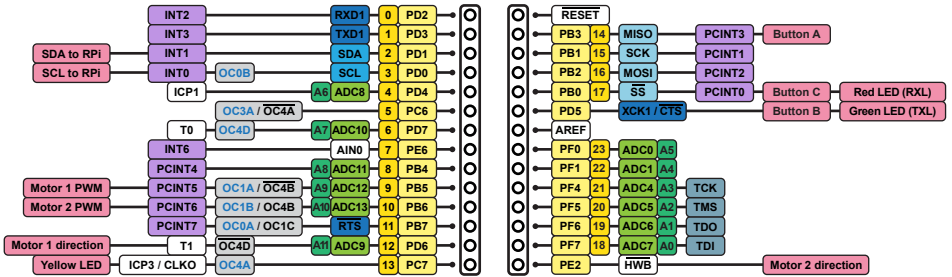 INT2 RXD1 0 PD2 RESET
INT3 TXD1 1 PD3 PB3 14 MISO PCINT3 Button A
SDA to RPi INT1 SDA 2 PD1 PB1 15 SCK PCINT1
SCL to RPi INT0 OC0B SCL 3 PD0 PB2 16 MOSI PCINT2
ICP1 A6 ADC8 4 PD4 PB0 17 SS PCINT0 Button C Red LED (RXL)
OC3A / OC4A 5 PC6 PD5 XCK1 / CTS Button B Green LED (TXL)
T0 OC4D A7 ADC10 6 PD7 AREF
INT6 AIN0 7 PE6 PF0 23 ADC0 A5
PCINT4 A8 ADC11 8 PB4 PF1 22 ADC1 A4
Motor 1 PWM PCINT5 OC1A / OC4B A9 ADC12 9 PB5 PF4 21 ADC4 A3 TCK
Motor 2 PWM PCINT6 OC1B / OC4B A10 ADC13 10 PB6 PF5 20 ADC5 A2 TMS
PCINT7 OC0A / OC1C RTS 11 PB7 PF6 19 ADC6 A1 TDO
Motor 1 direction T1 OC4D A11 ADC9 12 PD6 PF7 18 ADC7 A0 TDI
Yellow LED ICP3 / CLKO OC4A 13 PC7 PE2 HWB Motor 2 direction